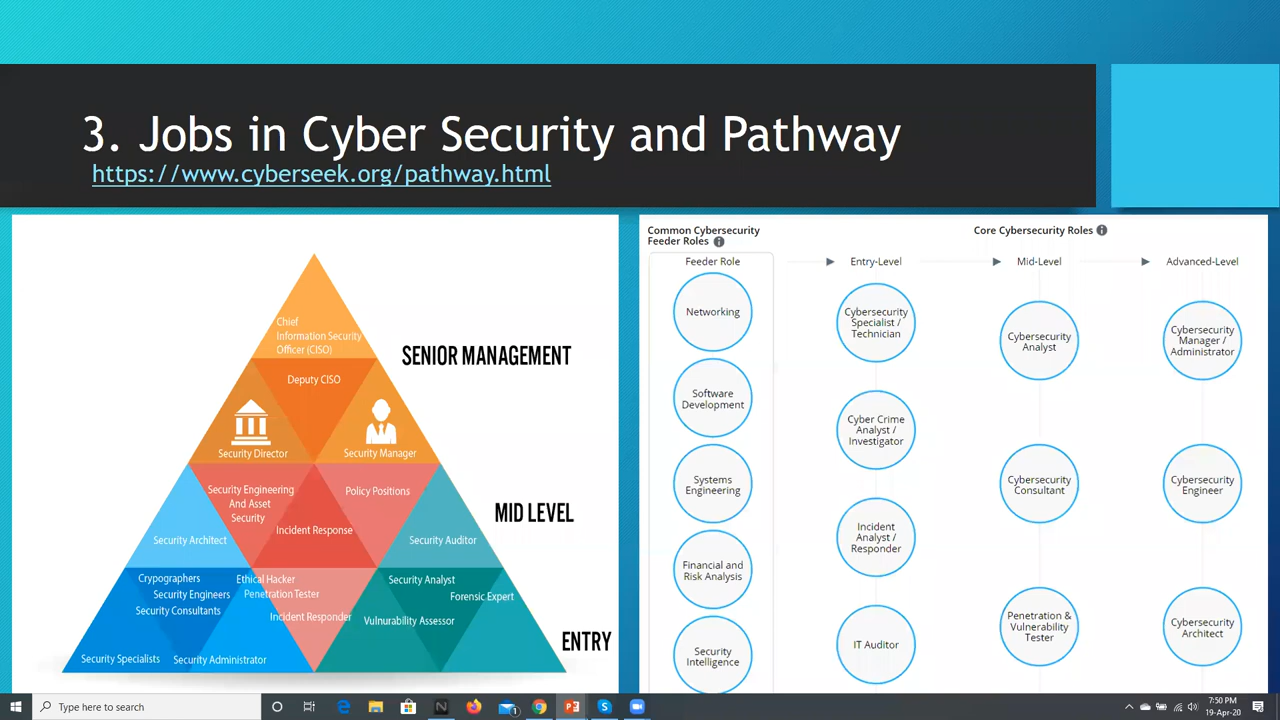 3. Jobs in Cyber Security and Pathway
https://www.cyberseek.org/pathway.html
Chief
Information Security
Officer (CISO)
Deputy CISO
Security Director
Security Manager
SENIOR MANAGEMENT
Security Engineering
And Asset
Security
Policy Positions
Incident Response
Security Architect
Security Auditor
MID LEVEL
Crypographers
Security Engineers
Security Consultants
Ethical Hacker
Penetration Tester
Incident Responder
Security Analyst
Forensic Expert
Vulnurability Assessor
Security Specialists
Security Administrator
ENTRY
Common Cybersecurity
Feeder Roles
Core Cybersecurity Roles
Feeder Role
Entry-Level
Mid-Level
Advanced-Level
Networking
Software
Development
Systems
Engineering
Financial and
Risk Analysis
Security
Intelligence
Cybersecurity
Specialist /
Technician
Cyber Crime
Analyst /
Investigator
Incident
Analyst /
Responder
IT Auditor
Cybersecurity
Analyst
Cybersecurity
Consultant
Penetration &
Vulnerability
Tester
Cybersecurity
Manager /
Administrator
Cybersecurity
Engineer
Cybersecurity
Architect
Type here to search
7:50 PM
19-Apr-20